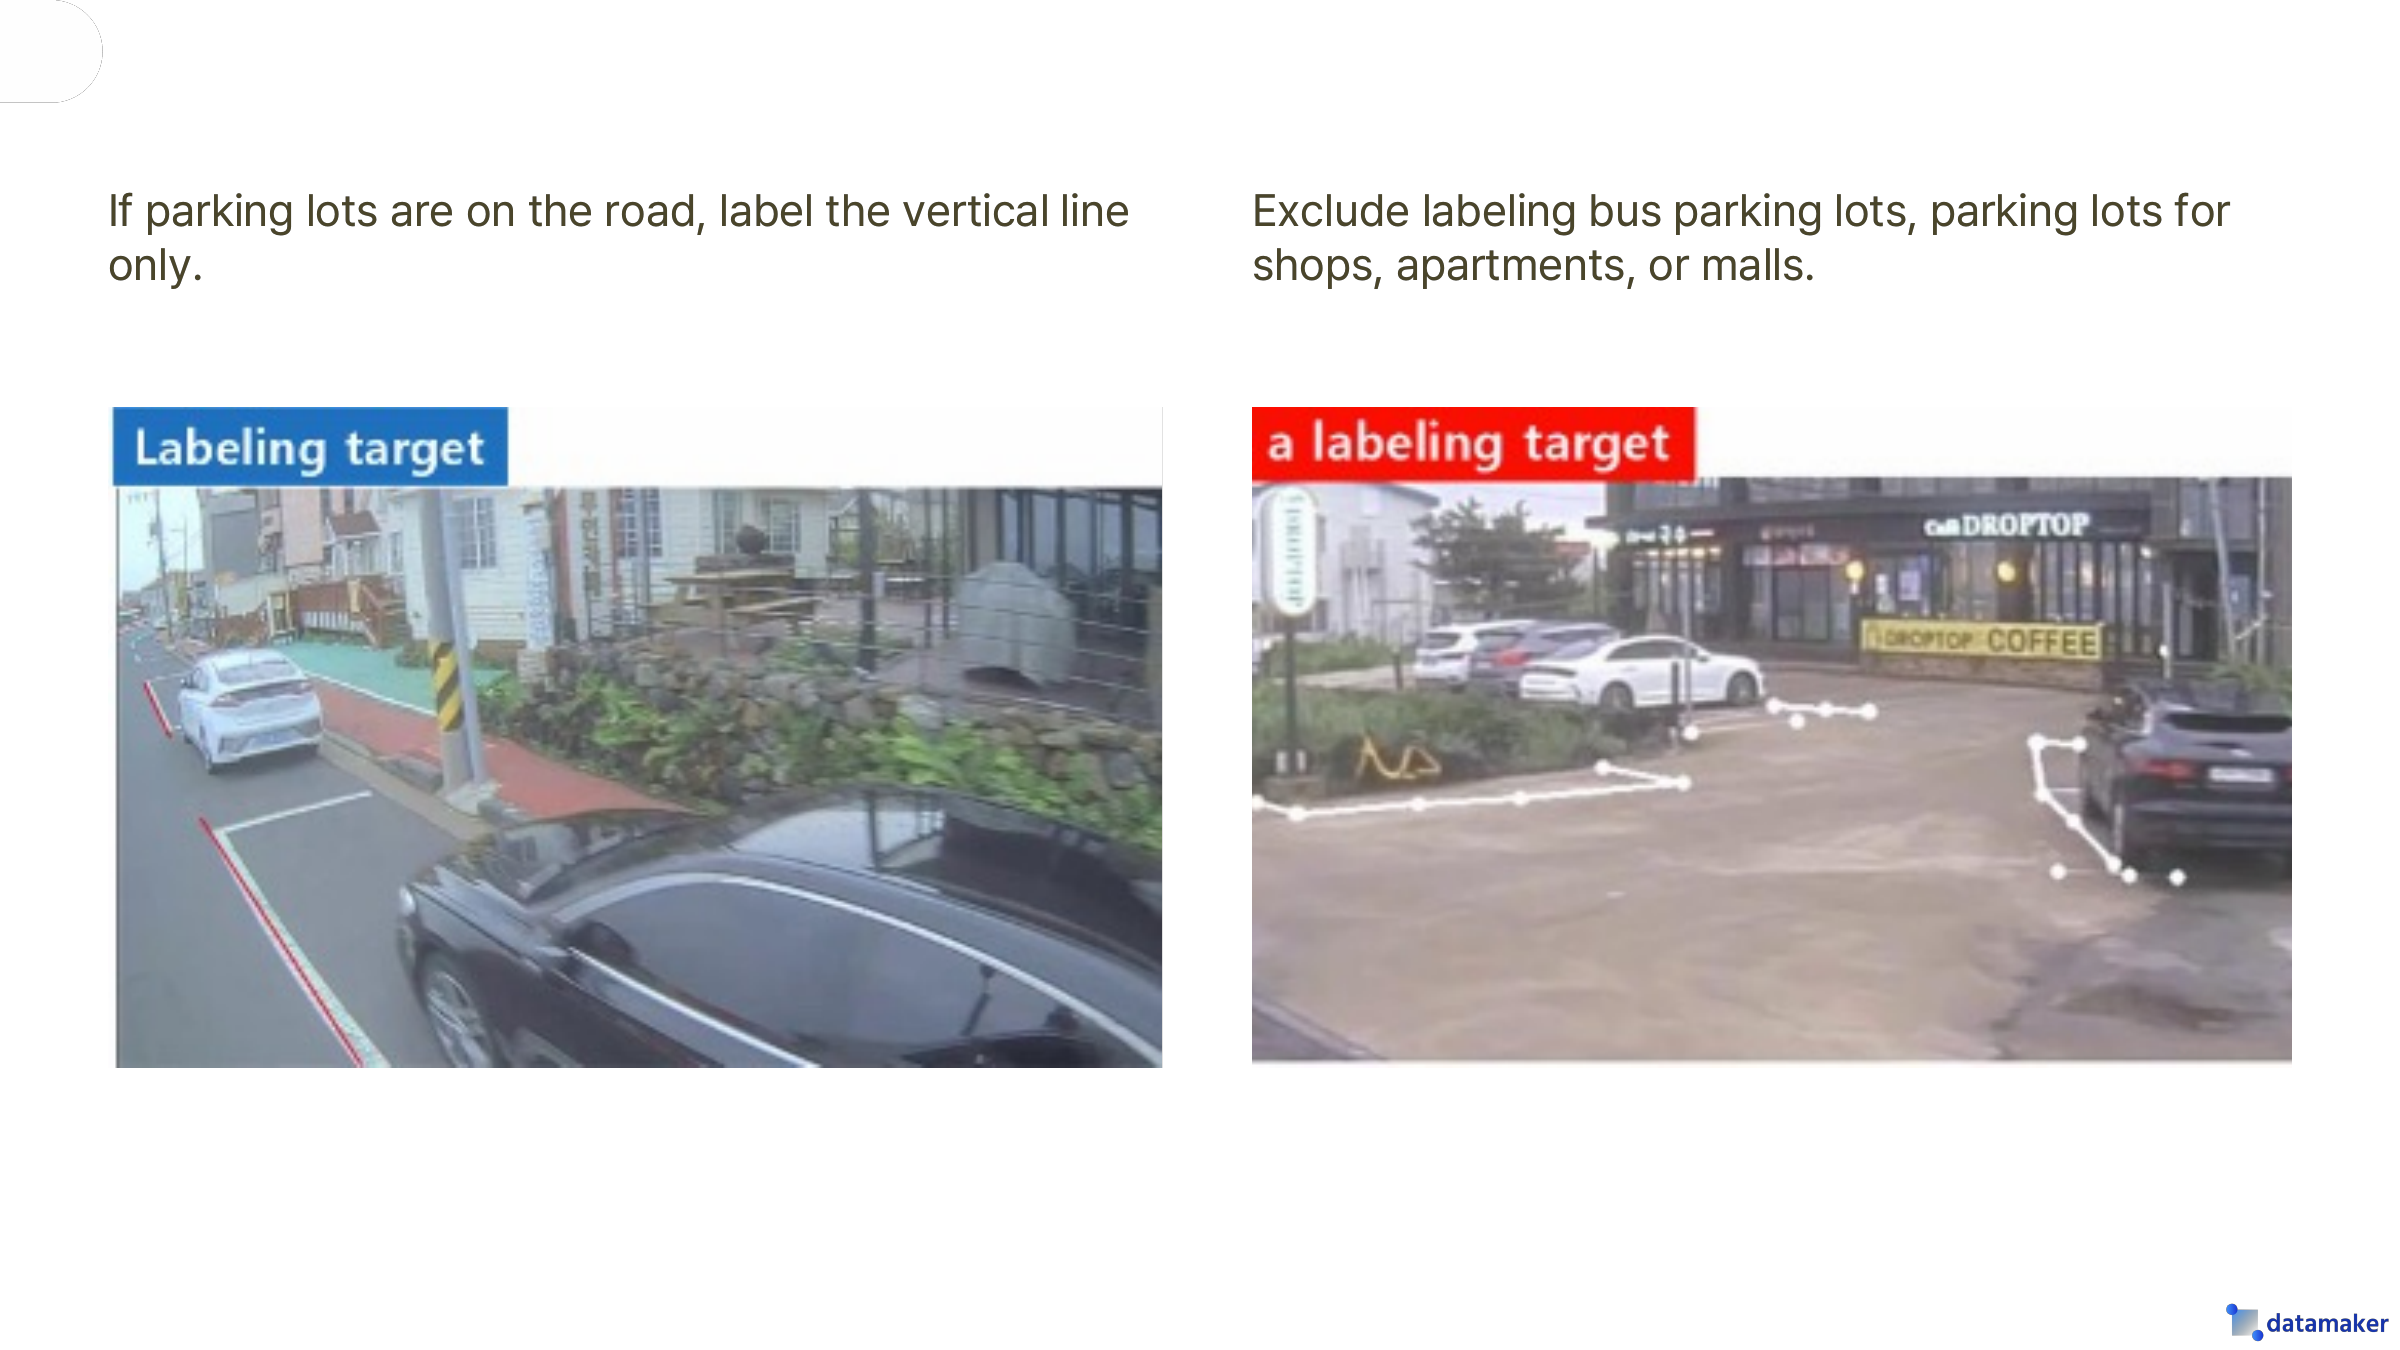 If parking lots are on the road, label the vertical line
only.
Exclude labeling bus parking lots, parking lots for
shops, apartments, or malls.
Labeling target
a labeling target
DROPTOP
DROPTOP
DROPTOP COFFEE
datamaker